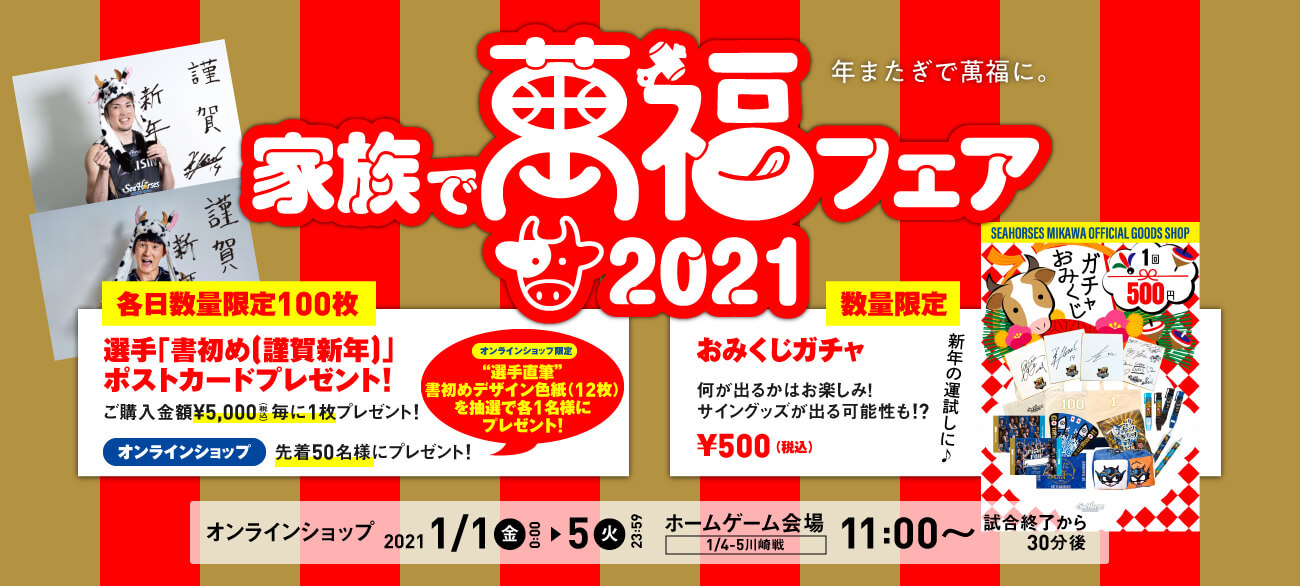 年またぎで萬福に。
家族で萬福フェア
2021
謹賀
新年
14
SeaHorses
謹賀
新年
各日数量限定100枚
選手「書初め(謹賀新年)」
ポストカードプレゼント!
ご購入金額¥5,000(税込)毎に1枚プレゼント!
オンラインショップ 先着50名様にプレゼント!
オンラインショップ限定
“選手直筆”
書初めデザイン色紙(12枚)
を抽選で各1名様に
プレゼント!
数量限定
おみくじガチャ
何が出るかはお楽しみ!
サイングッズが出る可能性も!?
¥500(税込)
新年の運試しに♪
SEAHORSES MIKAWA OFFICIAL GOODS SHOP
ガチャ
おみくじ
1回
500円
オンラインショップ 2021 1/1金 0:00 ▶ 5火 23:59
ホームゲーム会場
1/4-5川崎戦
11:00〜試合終了から
30分後